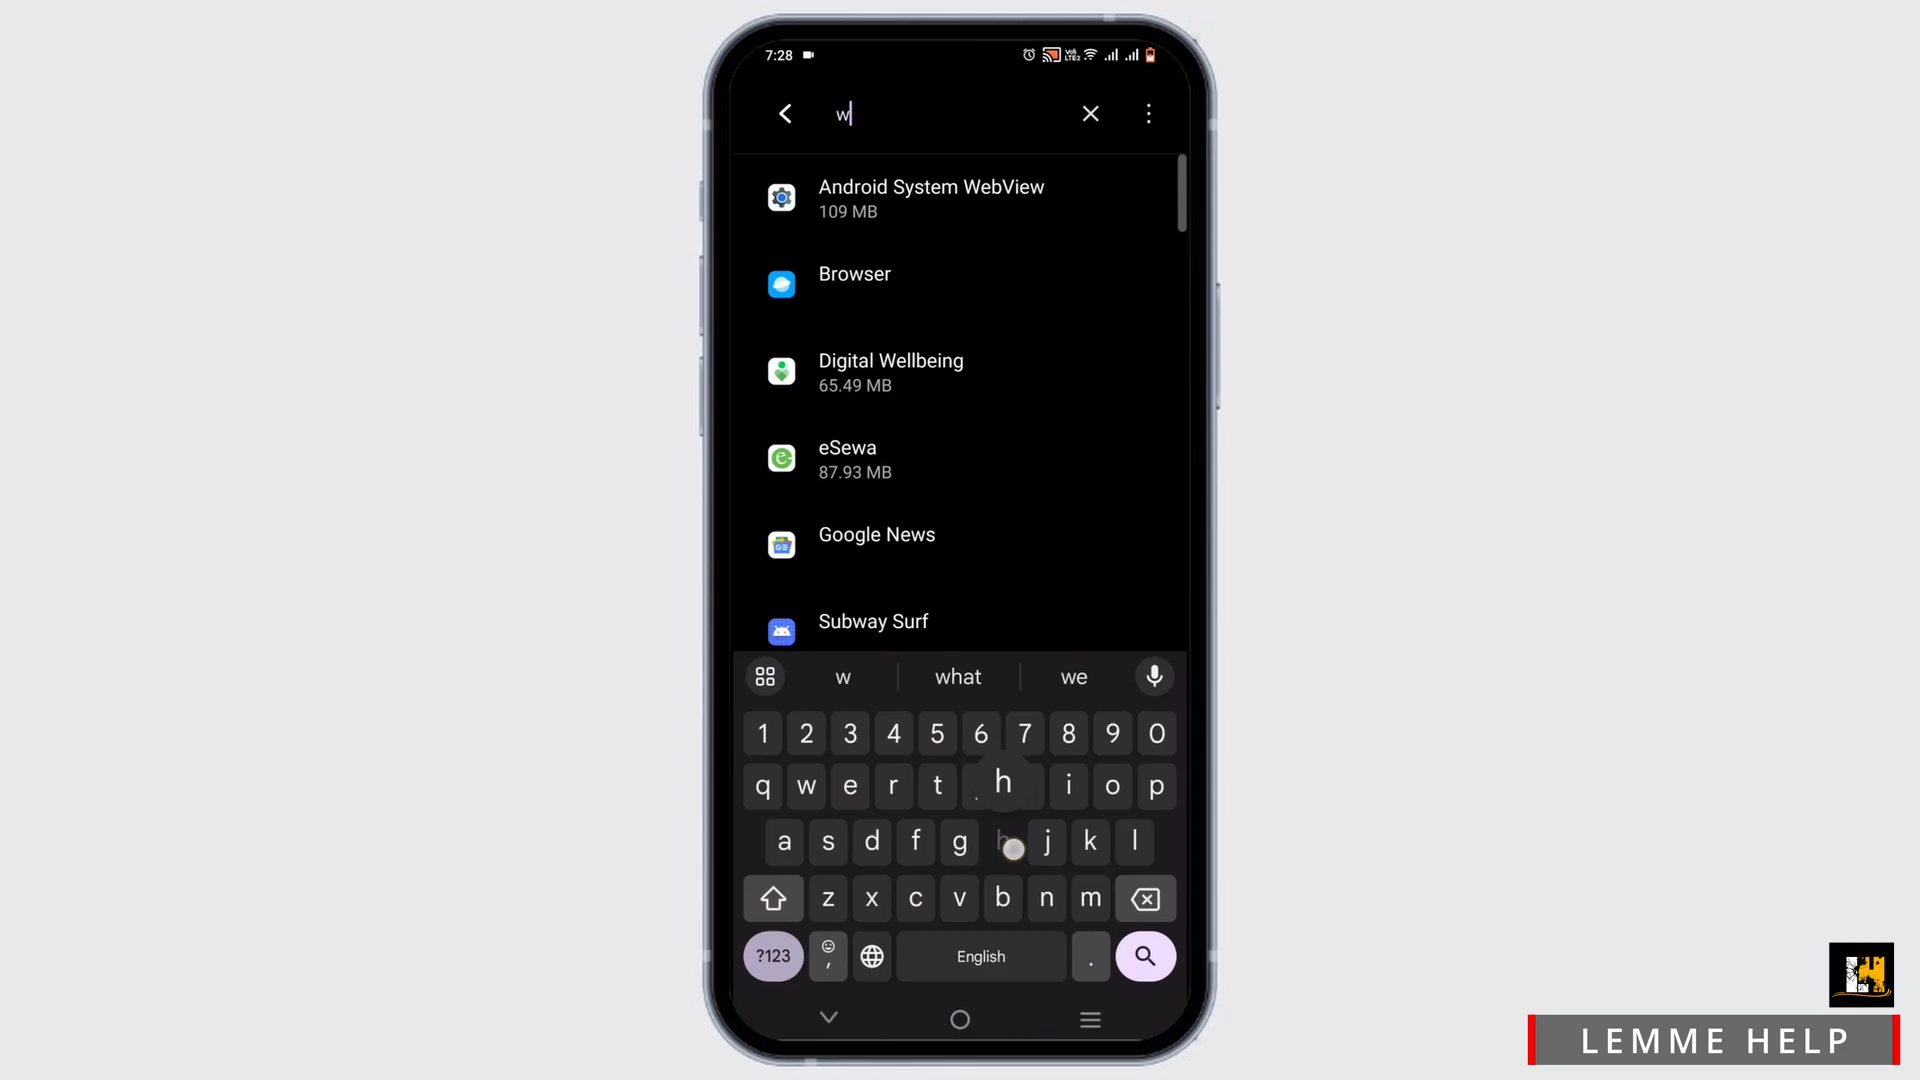 7:28
w
Android System WebView
109 MB
Browser
Digital Wellbeing
65.49 MB
eSewa
87.93 MB
Google News
Subway Surf
w what we
1 2 3 4 5 6 7 8 9 0
q w e r t h i o p
a s d f g h j k l
z x c v b n m
?123 , English .
LEMME HELP